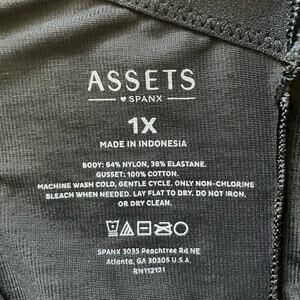 ASSETS
♥ SPANX
1X
MADE IN INDONESIA
BODY: 64% NYLON, 36% ELASTANE.
GUSSET: 100% COTTON.
MACHINE WASH COLD, GENTLE CYCLE. ONLY NON-CHLORINE
BLEACH WHEN NEEDED. LAY FLAT TO DRY. DO NOT IRON,
OR DRY CLEAN.
SPANX 3035 Peachtree Rd NE
Atlanta, GA 30305 U.S.A.
RN112121